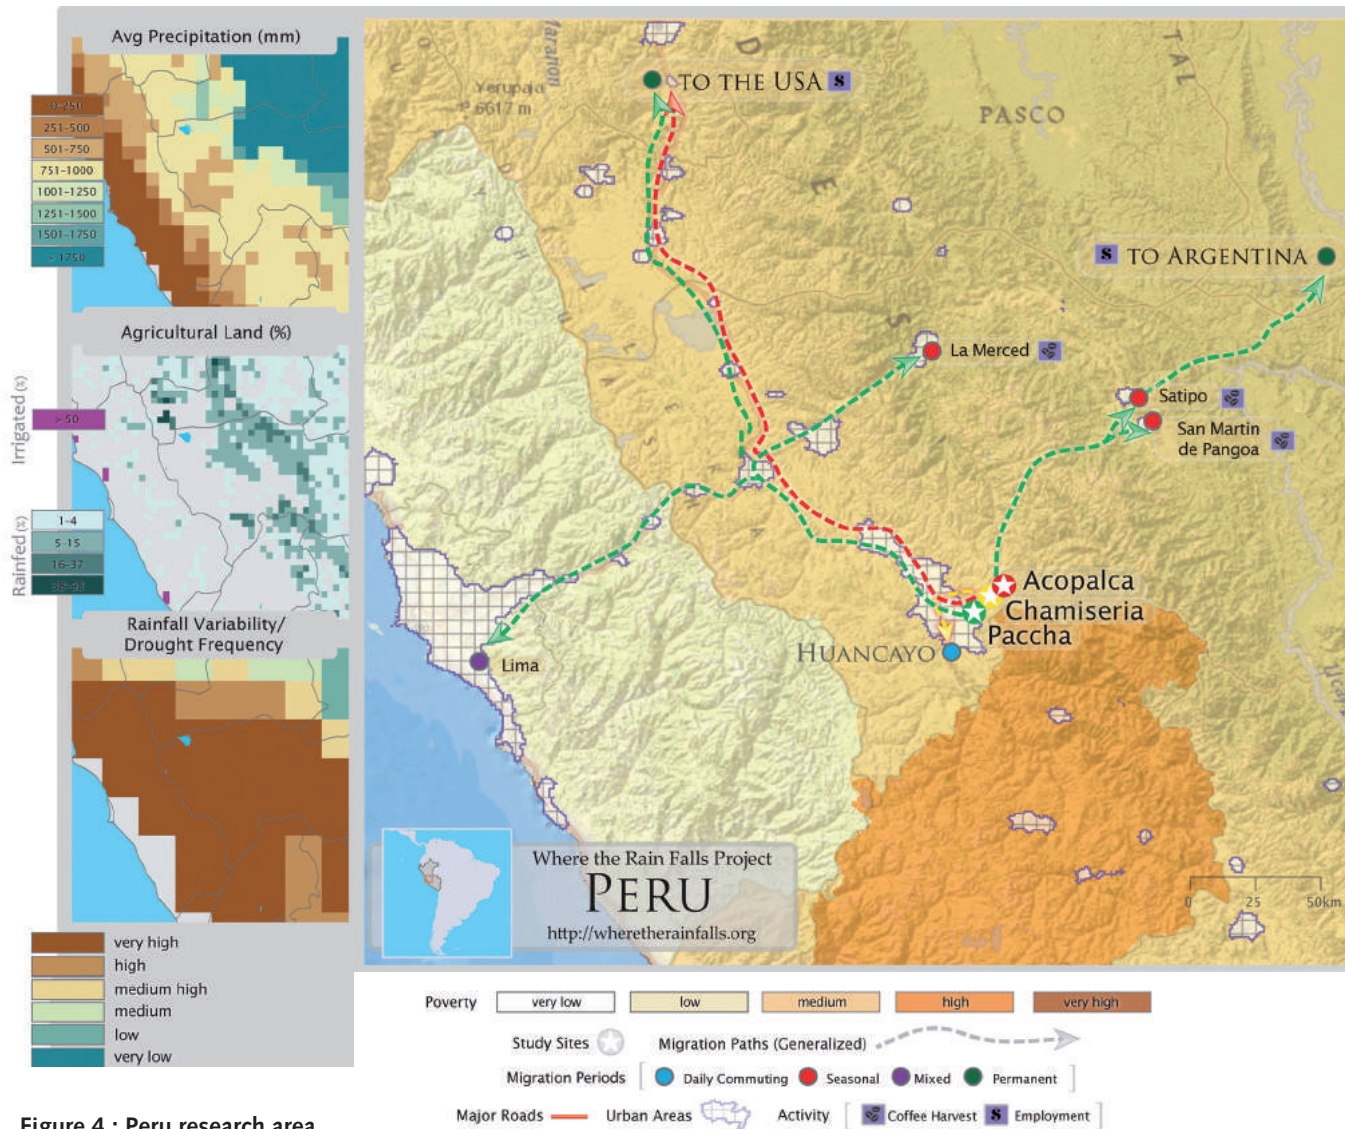 Avg Precipitation (mm)
0-250
251-500
501-750
751-1000
1001-1250
1251-1500
1501-1750
> 1750
Agricultural Land (%)
Irrigated (%)
> 50
Rainfed (%)
1-4
5-15
16-37
38-93
Rainfall Variability/
Drought Frequency
very high
high
medium high
medium
low
very low
Figure 4 : Peru research area
TO THE USA $
Yerupaja
6617 m
Maranon
PASCO
$ TO ARGENTINA
La Merced
Satipo
San Martin
de Pangoa
Acopalca
Chamiseria
Paccha
HUANCAYO
Lima
Where the Rain Falls Project
PERU
http://wheretherainfalls.org
0 25 50km
Poverty very low low medium high very high
Study Sites Migration Paths (Generalized)
Migration Periods [ Daily Commuting Seasonal Mixed Permanent [
Major Roads Urban Areas Activity [ Coffee Harvest $ Employment [